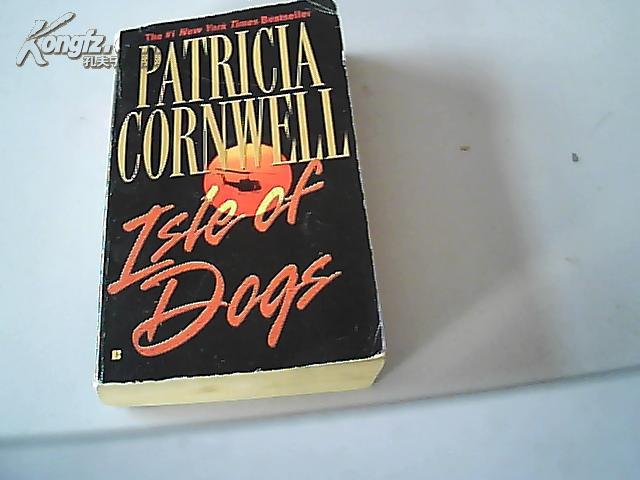 Kongfz.
孔夫子
The #1 New York Times Bestseller
PATRICIA
CORNWELL
Isle of
Dogs
B